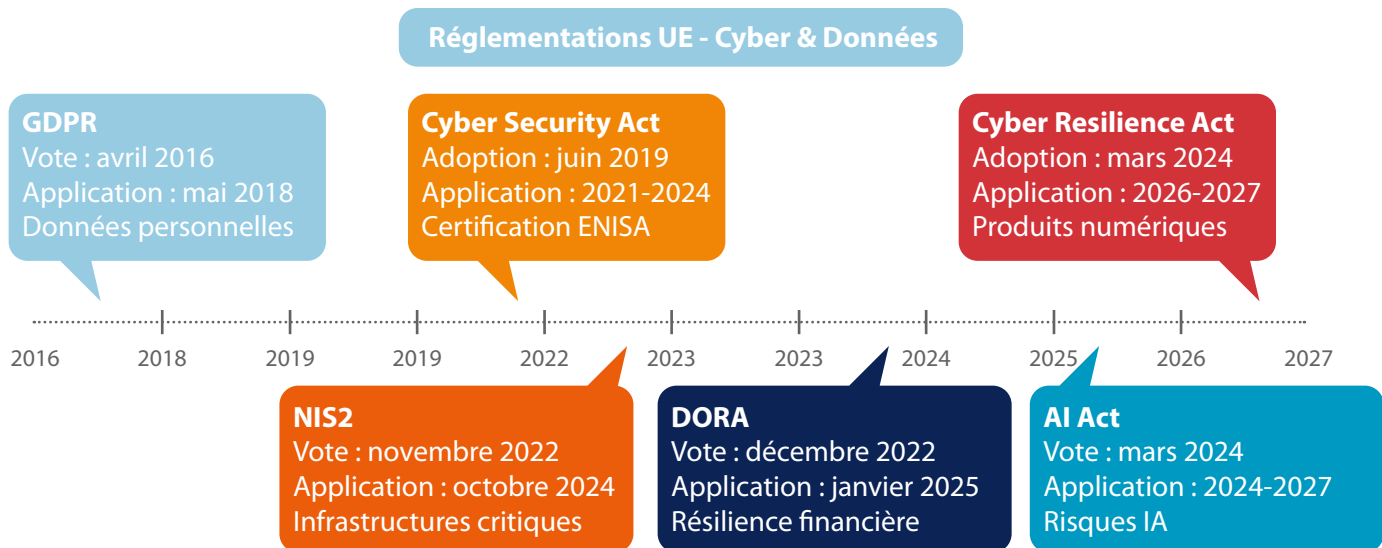 Réglementations UE - Cyber & Données
GDPR
Vote : avril 2016
Application : mai 2018
Données personnelles
Cyber Security Act
Adoption : juin 2019
Application : 2021-2024
Certification ENISA
Cyber Resilience Act
Adoption : mars 2024
Application : 2026-2027
Produits numériques
2016 2018 2019 2019 2022 2023 2023 2024 2025 2026 2027
NIS2
Vote : novembre 2022
Application : octobre 2024
Infrastructures critiques
DORA
Vote : décembre 2022
Application : janvier 2025
Résilience financière
AI Act
Vote : mars 2024
Application : 2024-2027
Risques IA